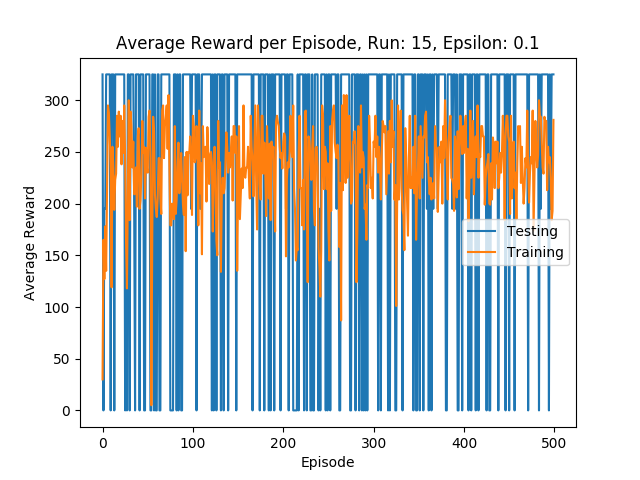 Average Reward per Episode, Run: 15, Epsilon: 0.1
Average Reward
300
250
200
150
100
50
0
Testing
Training
0 100 200 300 400 500
Episode